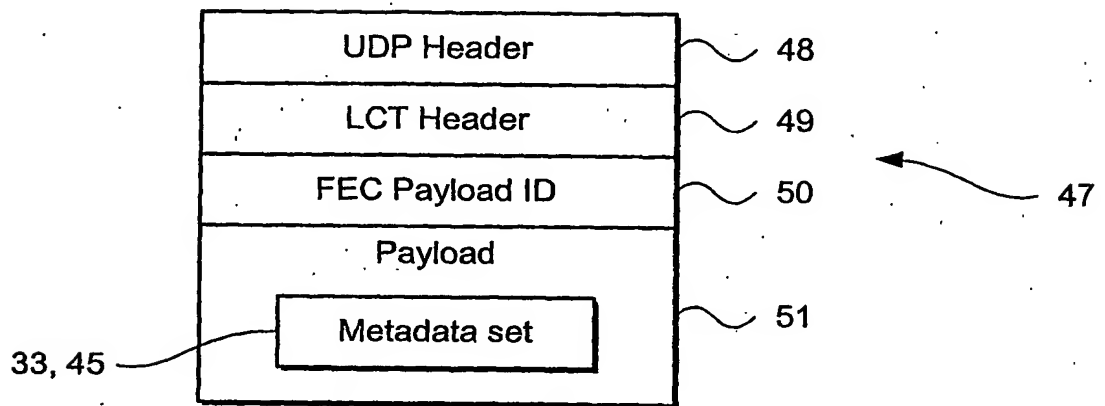 UDP Header 48
LCT Header 49
FEC Payload ID 50
47
Payload
Metadata set
51
33, 45